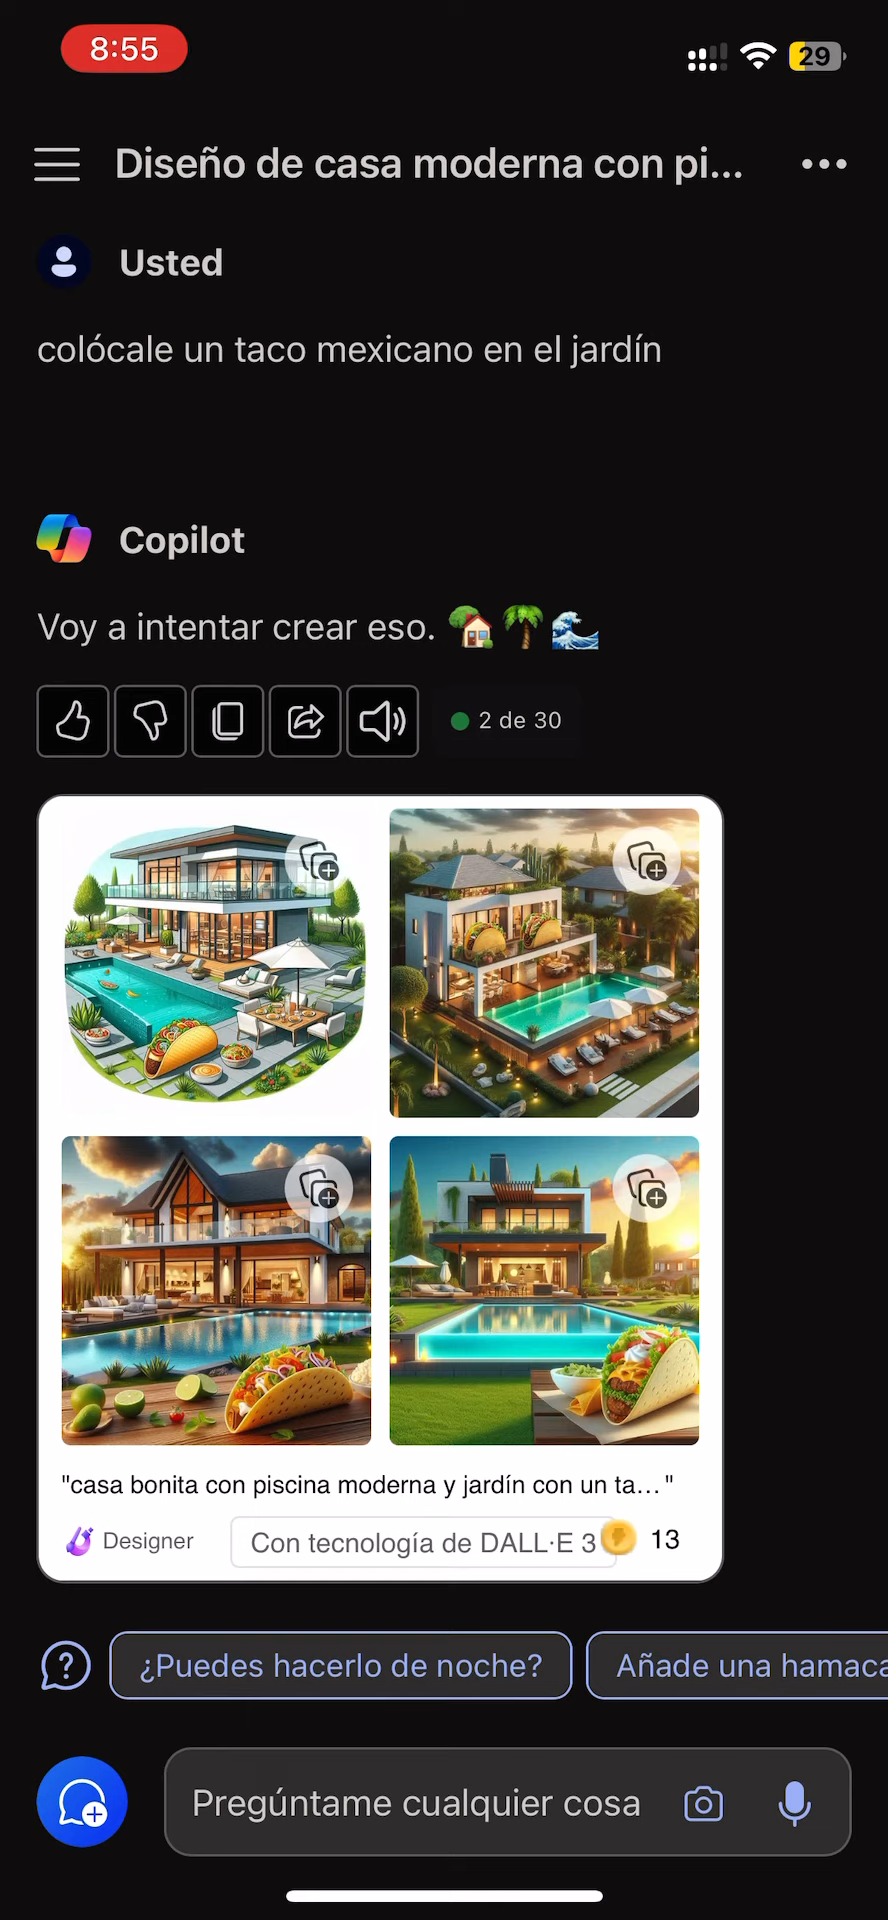 8:55
29
Diseño de casa moderna con pi...
Usted
colócale un taco mexicano en el jardín
Copilot
Voy a intentar crear eso.
2 de 30
"casa bonita con piscina moderna y jardín con un ta..."
Designer
Con tecnología de DALL·E 3
13
¿Puedes hacerlo de noche?
Añade una hamaca
Pregúntame cualquier cosa